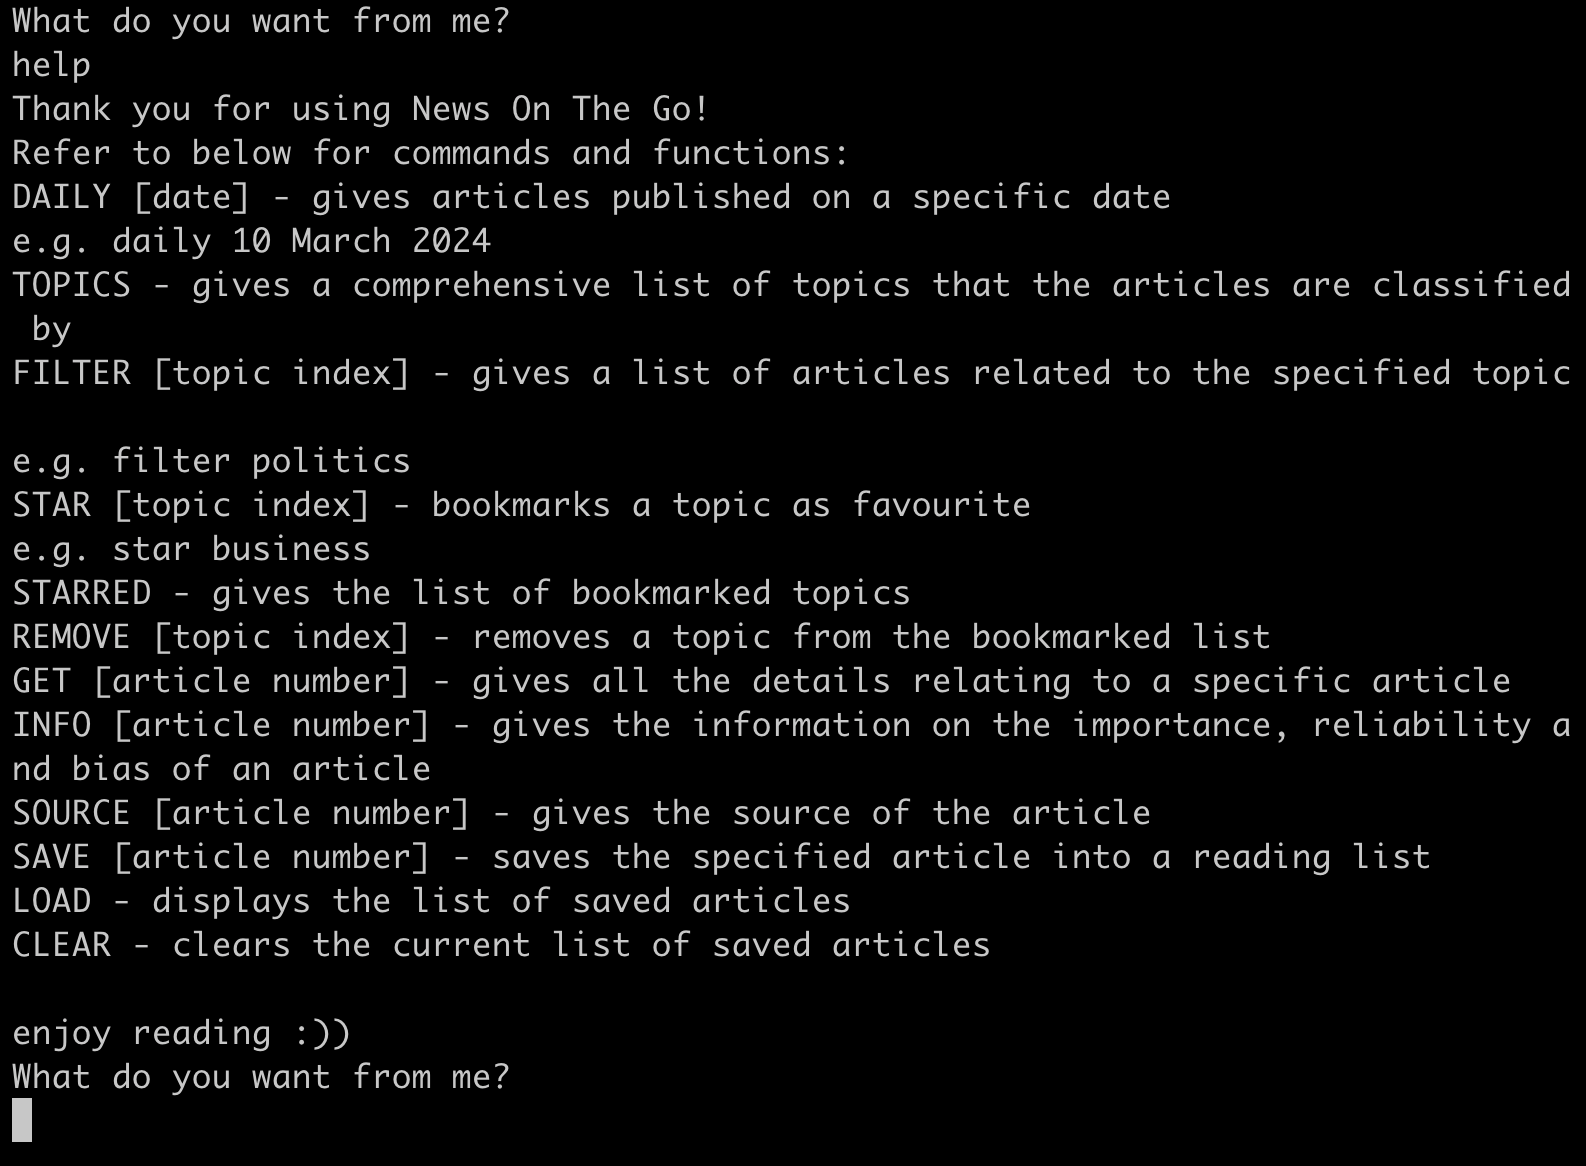 What do you want from me?
help
Thank you for using News On The Go!
Refer to below for commands and functions:
DAILY [date] - gives articles published on a specific date
e.g. daily 10 March 2024
TOPICS - gives a comprehensive list of topics that the articles are classified
 by
FILTER [topic index] - gives a list of articles related to the specified topic

e.g. filter politics
STAR [topic index] - bookmarks a topic as favourite
e.g. star business
STARRED - gives the list of bookmarked topics
REMOVE [topic index] - removes a topic from the bookmarked list
GET [article number] - gives all the details relating to a specific article
INFO [article number] - gives the information on the importance, reliability a
nd bias of an article
SOURCE [article number] - gives the source of the article
SAVE [article number] - saves the specified article into a reading list
LOAD - displays the list of saved articles
CLEAR - clears the current list of saved articles

enjoy reading :))
What do you want from me?